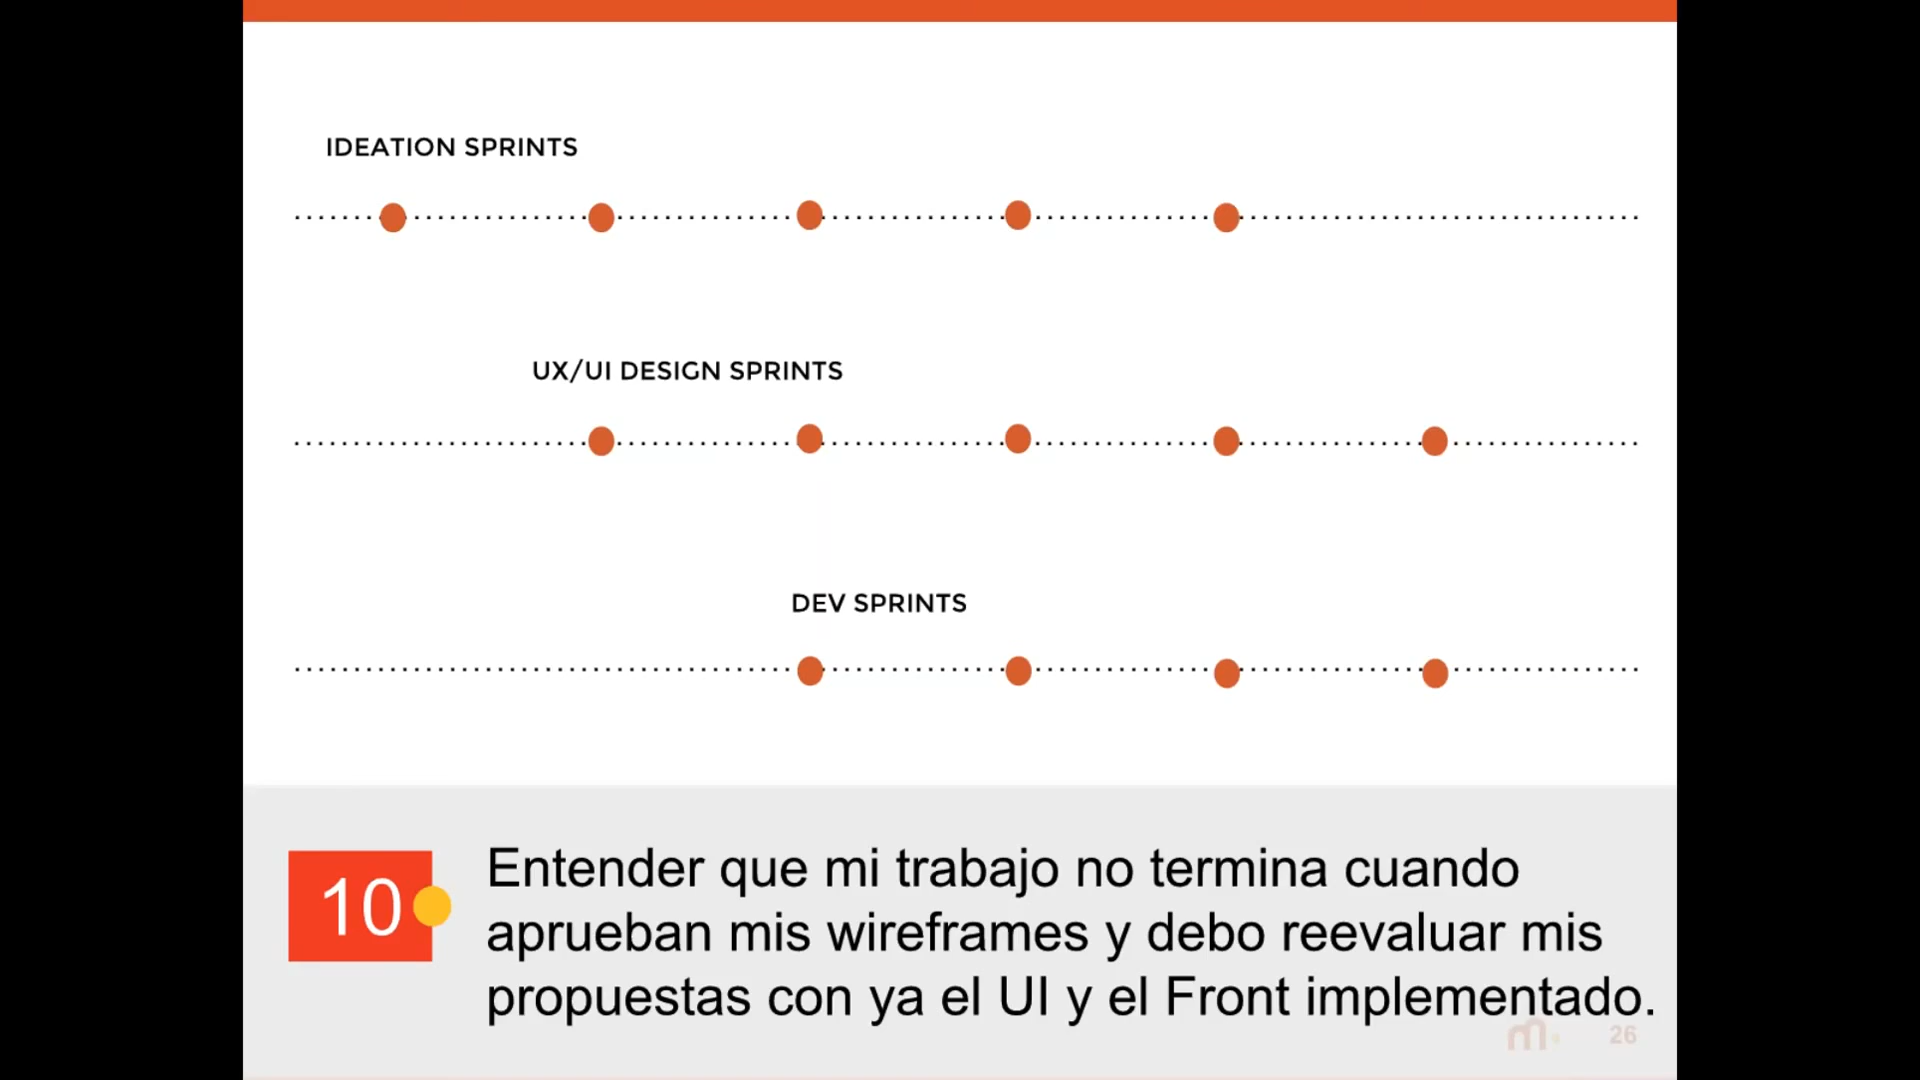 IDEATION SPRINTS
UX/UI DESIGN SPRINTS
DEV SPRINTS
10
Entender que mi trabajo no termina cuando
aprueban mis wireframes y debo reevaluar mis
propuestas con ya el UI y el Front implementado.
m. 26